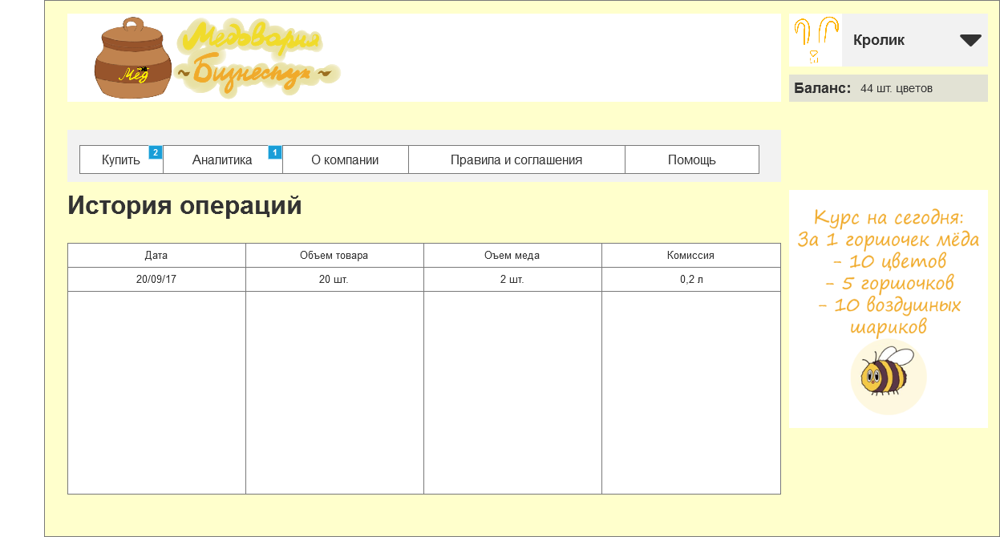 Мёд
Медовария
~Бизнеспух~
Кролик
Баланс: 44 шт. цветов
Купить 2 Аналитика 1 О компании Правила и соглашения Помощь
История операций
Дата Объем товара Оъем меда Комиссия
20/09/17 20 шт. 2 шт. 0,2 л
Курс на сегодня:
За 1 горшочек мёда
- 10 цветов
- 5 горшочков
- 10 воздушных
шариков